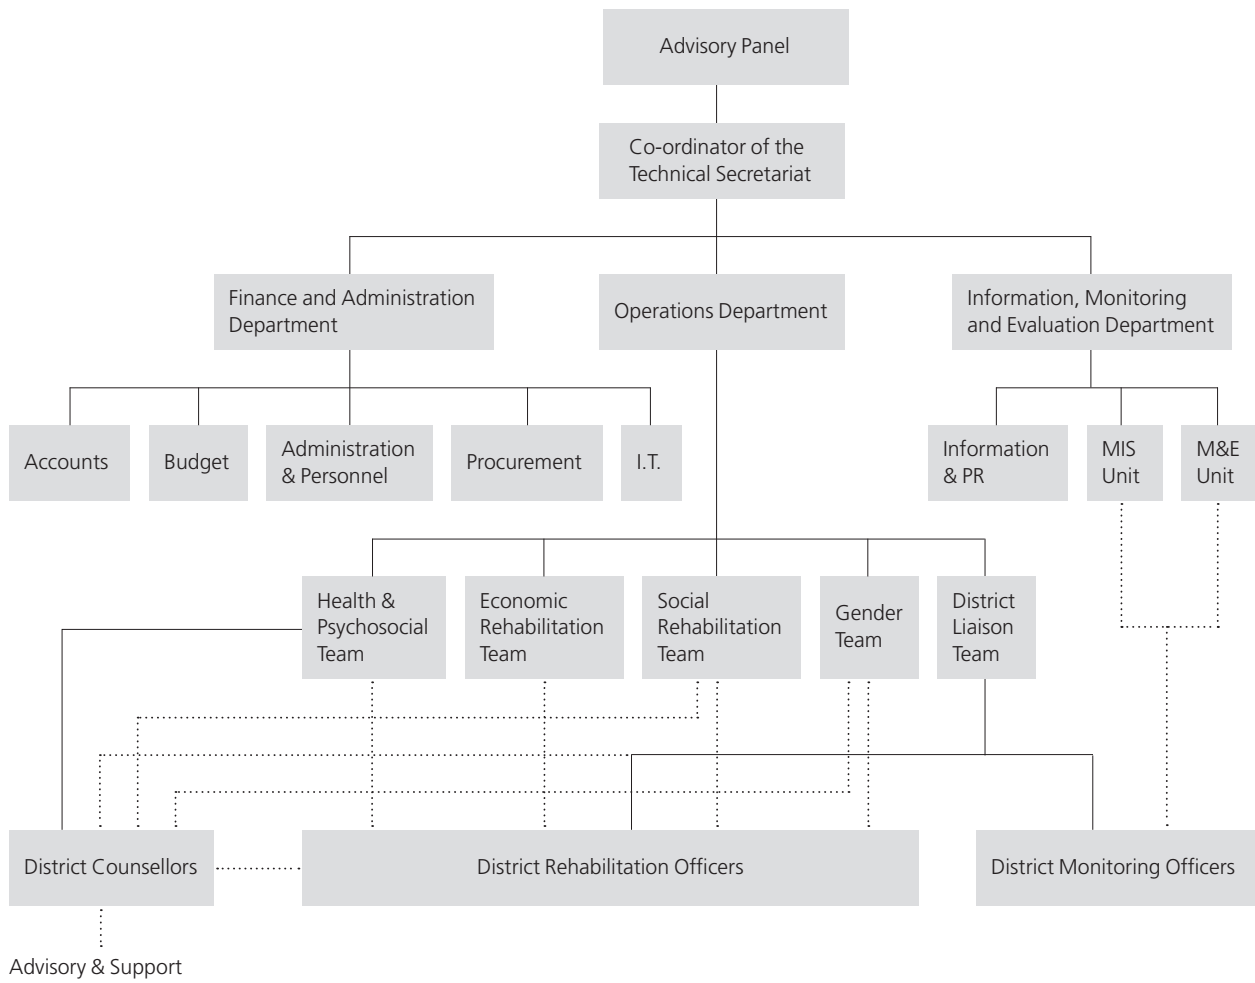 Advisory Panel
Co-ordinator of the
Technical Secretariat
Finance and Administration
Department
Operations Department
Information, Monitoring
and Evaluation Department
Accounts
Budget
Administration
& Personnel
Procurement
I.T.
Information
& PR
MIS
Unit
M&E
Unit
Health &
Psychosocial
Team
Economic
Rehabilitation
Team
Social
Rehabilitation
Team
Gender
Team
District
Liaison
Team
District Counsellors
District Rehabilitation Officers
District Monitoring Officers
Advisory & Support